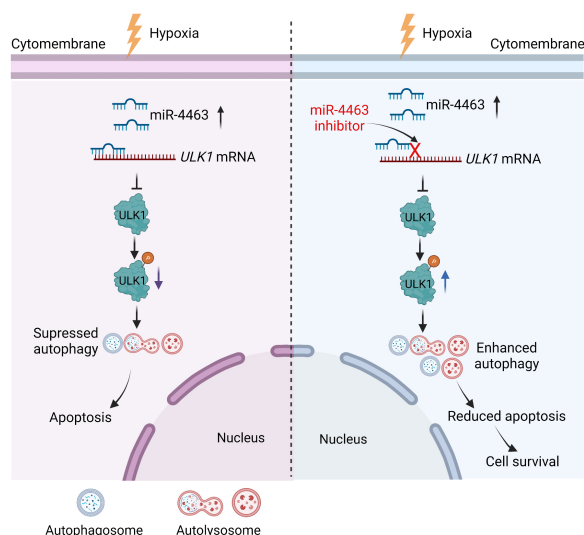 Hypoxia
Cytomembrane
miR-4463
ULK1 mRNA
ULK1
P
ULK1
Supressed
autophagy
Apoptosis
Nucleus
Hypoxia
Cytomembrane
miR-4463
miR-4463
inhibitor
ULK1 mRNA
ULK1
P
ULK1
Enhanced
autophagy
Reduced apoptosis
Cell survival
Nucleus
Autophagosome
Autolysosome